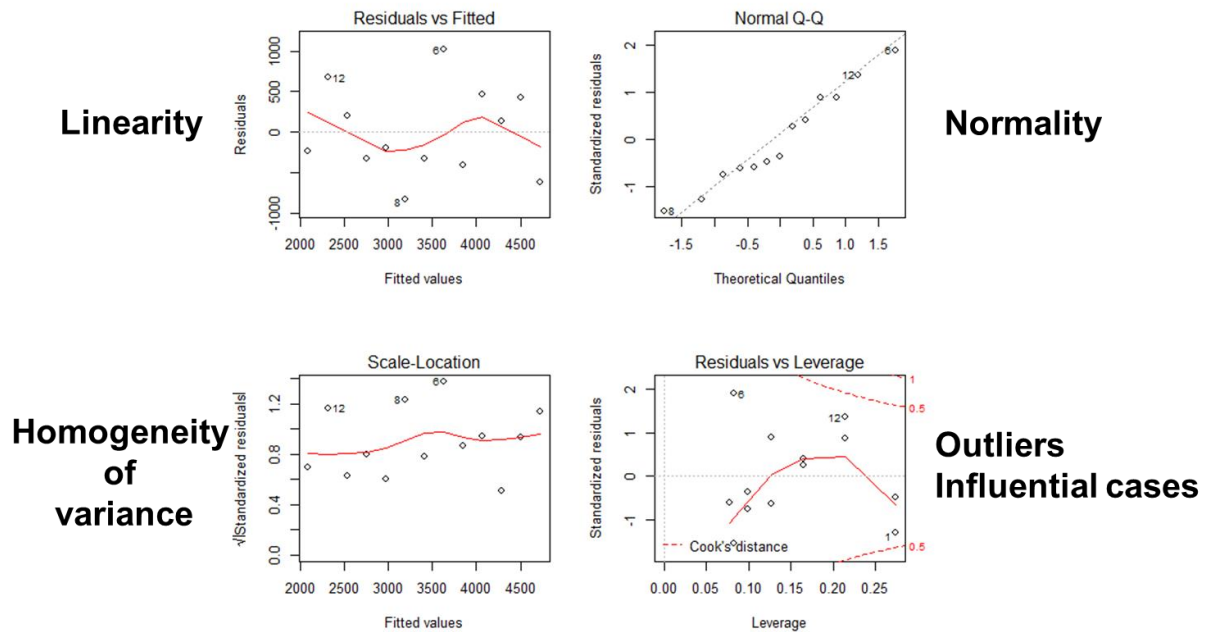 Residuals vs Fitted
Linearity
Residuals
1000
500
0
-1000
6
12
8
2000 2500 3000 3500 4000 4500
Fitted values
Normal Q-Q
Normality
Standardized residuals
2
1
0
-1
6
12
8
-1.5 -0.5 0.5 1.0 1.5
Theoretical Quantiles
Scale-Location
Homogeneity
of
variance
√|Standardized residuals|
1.2
0.8
0.4
0.0
6
8
12
2000 2500 3000 3500 4000 4500
Fitted values
Residuals vs Leverage
Outliers
Influential cases
Standardized residuals
2
1
0
-1
6
12
1
1
0.5
0.5
Cook's distance
0.00 0.05 0.10 0.15 0.20 0.25
Leverage